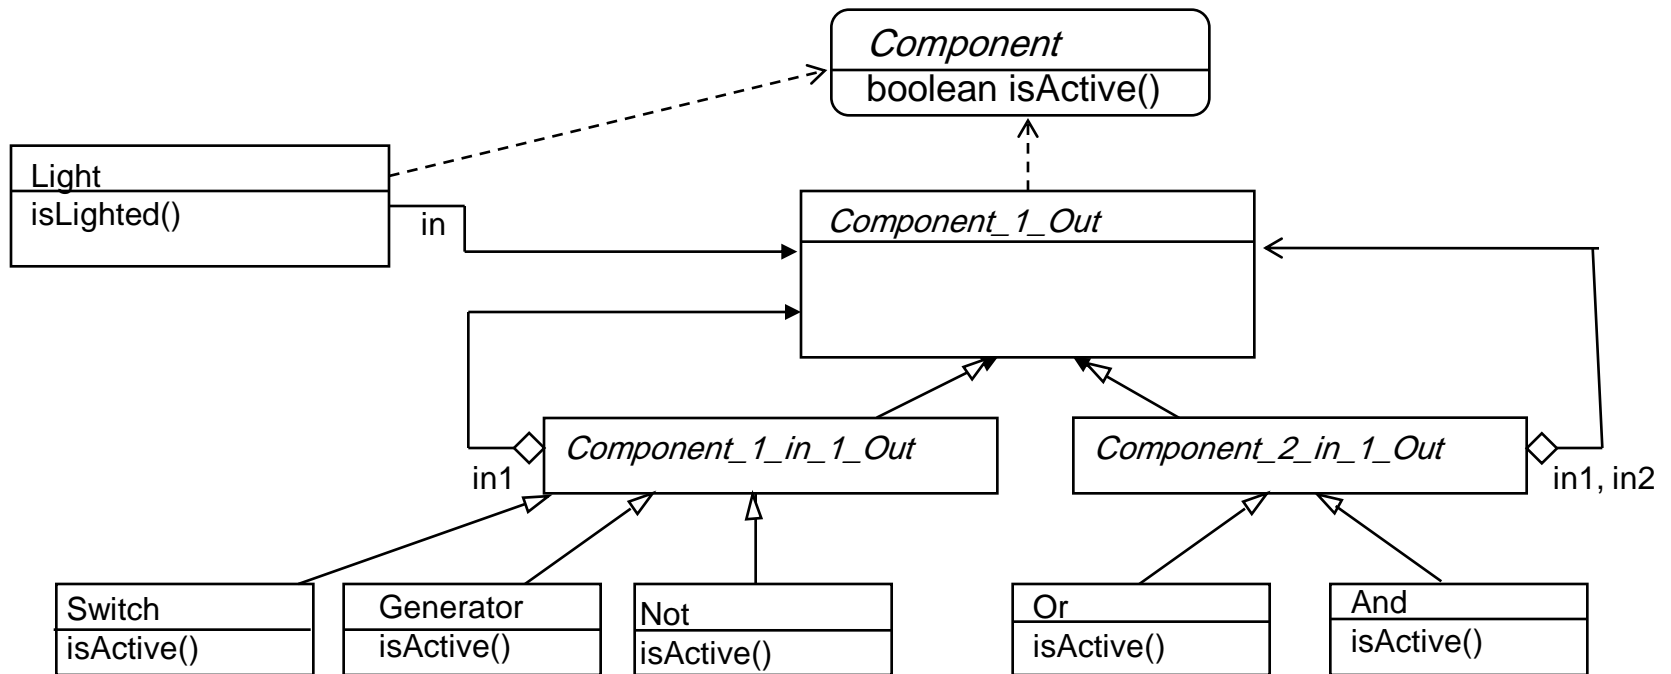 Component
boolean isActive()
Light
isLighted()
in
Component_1_Out
Component_1_in_1_Out
in1
Component_2_in_1_Out
in1, in2
Switch
isActive()
Generator
isActive()
Not
isActive()
Or
isActive()
And
isActive()